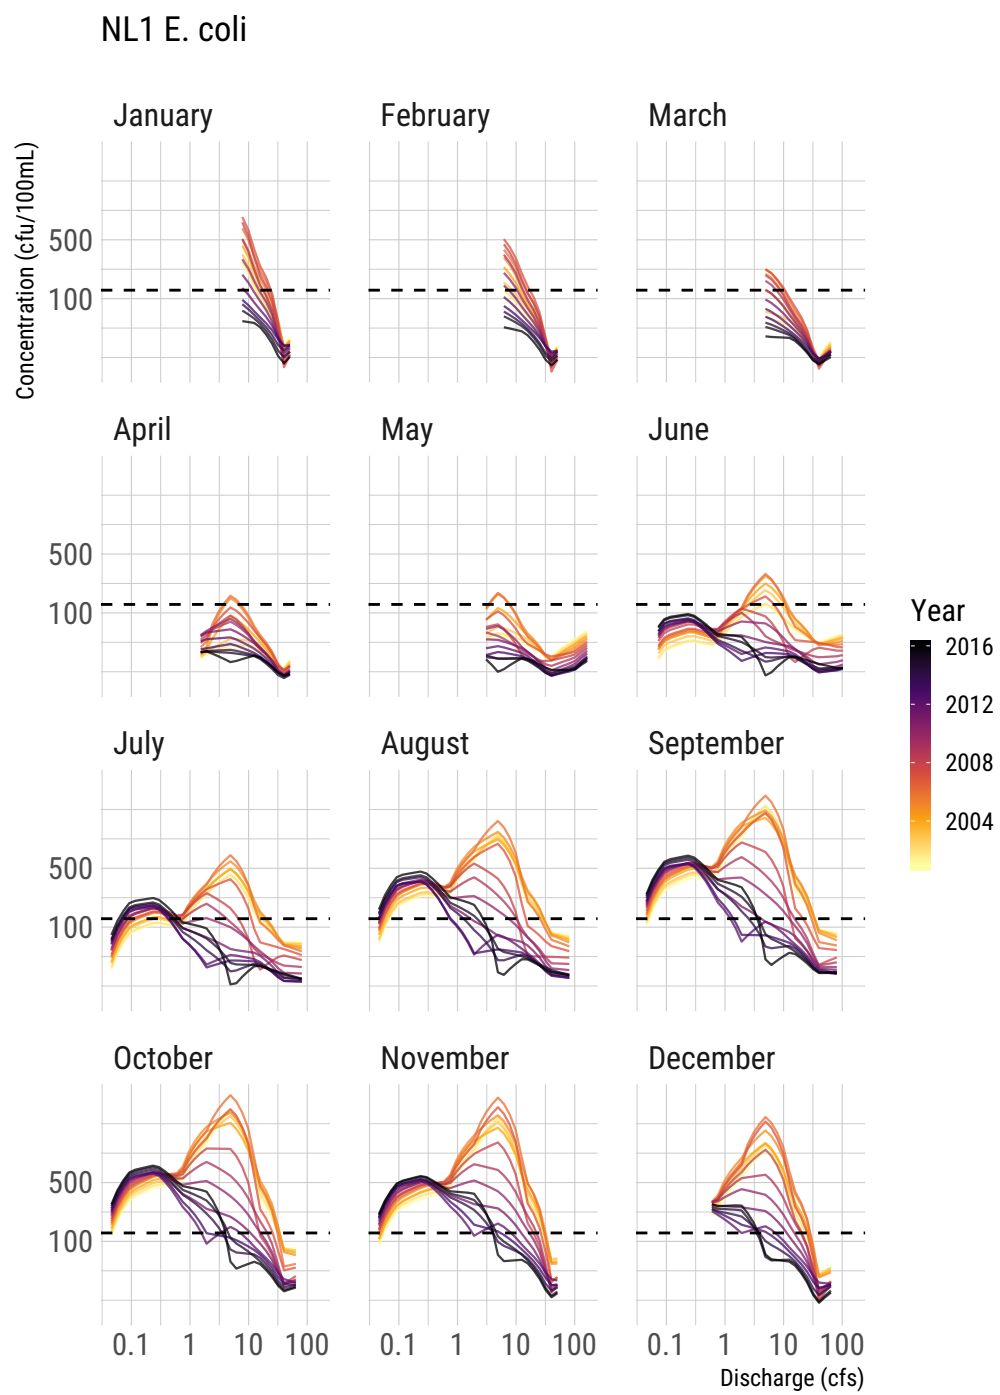 NL1 E. coli
January February March
Concentration (cfu/100mL)
500
100
April May June
500
100
Year
2016
2012
2008
2004
July August September
500
100
October November December
500
100
0.1 1 10 100 0.1 1 10 100 0.1 1 10 100
Discharge (cfs)